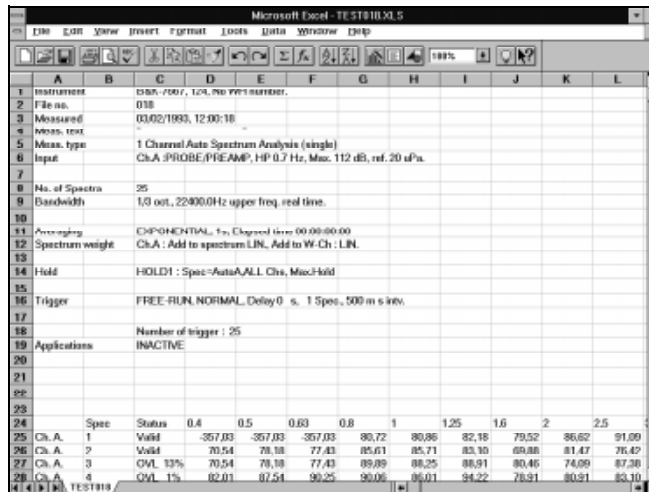 Microsoft Excel - TEST018.XLS
File Edit View Insert Format Tools Data Window Help
100%
A B C D E F G H I J K L
1 Instrument
2 File no. 018
3 Measured 03/02/1993, 12:00:18
4 Meas. text
5 Meas. type 1 Channel Auto Spectrum Analysis (single)
6 Input Ch.A :PROBE/PREAMP, HP 0.7 Hz, Max. 112 dB, ref. 20 uPa.
7
8 No. of Spectra 25
9 Bandwidth 1/3 oct., 22400.0Hz upper freq. real time.
10
11 Averaging EXPONENTIAL, 1s, Elapsed time 00:00:00:00
12 Spectrum weight Ch.A : Add to spectrum LIN., Add to W-Ch : LIN.
13
14 Hold HOLD1 : Spec=AutoA,ALL Chs, Max.Hold
15
16 Trigger FREE-RUN, NORMAL, Delay 0 s, 1 Spec., 500 m s intv.
17
18 Number of trigger : 25
19 Applications INACTIVE
20
21
22
23
24 Spec Status 0.4 0.5 0.63 0.8 1 1.25 1.6 2 2.5
25 Ch. A. 1 Valid -357,03 -357,03 -357,03 80,72 80,86 82,18 79,52 86,62 91,09
26 Ch. A. 2 Valid 70,54 78,18 77,43 85,61 85,71 83,10 69,88 81,47 76,42
27 Ch. A. 3 OVL 13% 70,54 78,18 77,43 89,89 88,25 88,91 80,46 74,09 87,38
28 Ch. A. 4 OVL 1% 82,01 87,54 90,25 90,06 86,01 94,22 78,91 80,91 83,10
TEST018